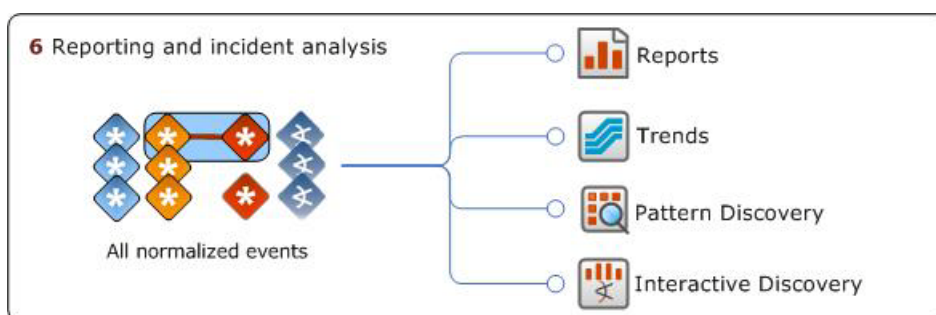 6 Reporting and incident analysis
Reports
Trends
Pattern Discovery
Interactive Discovery
All normalized events